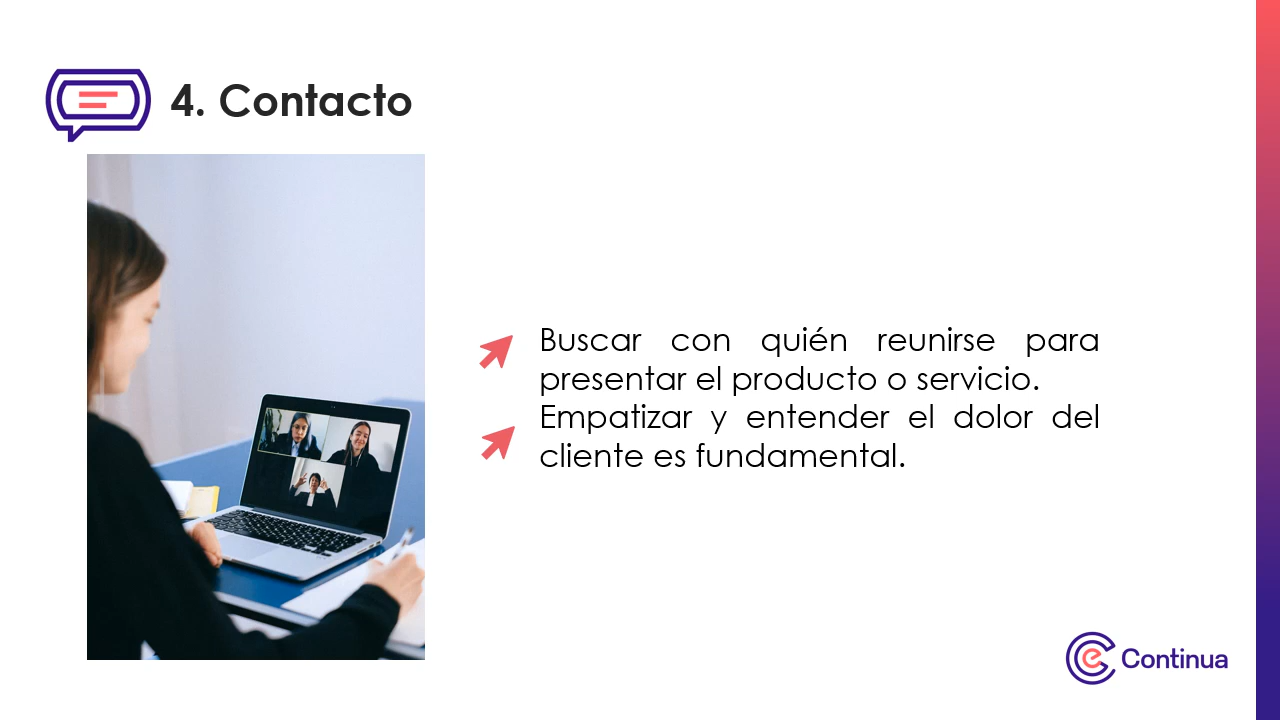 4. Contacto
Buscar con quién reunirse para
presentar el producto o servicio.
Empatizar y entender el dolor del
cliente es fundamental.
Continua